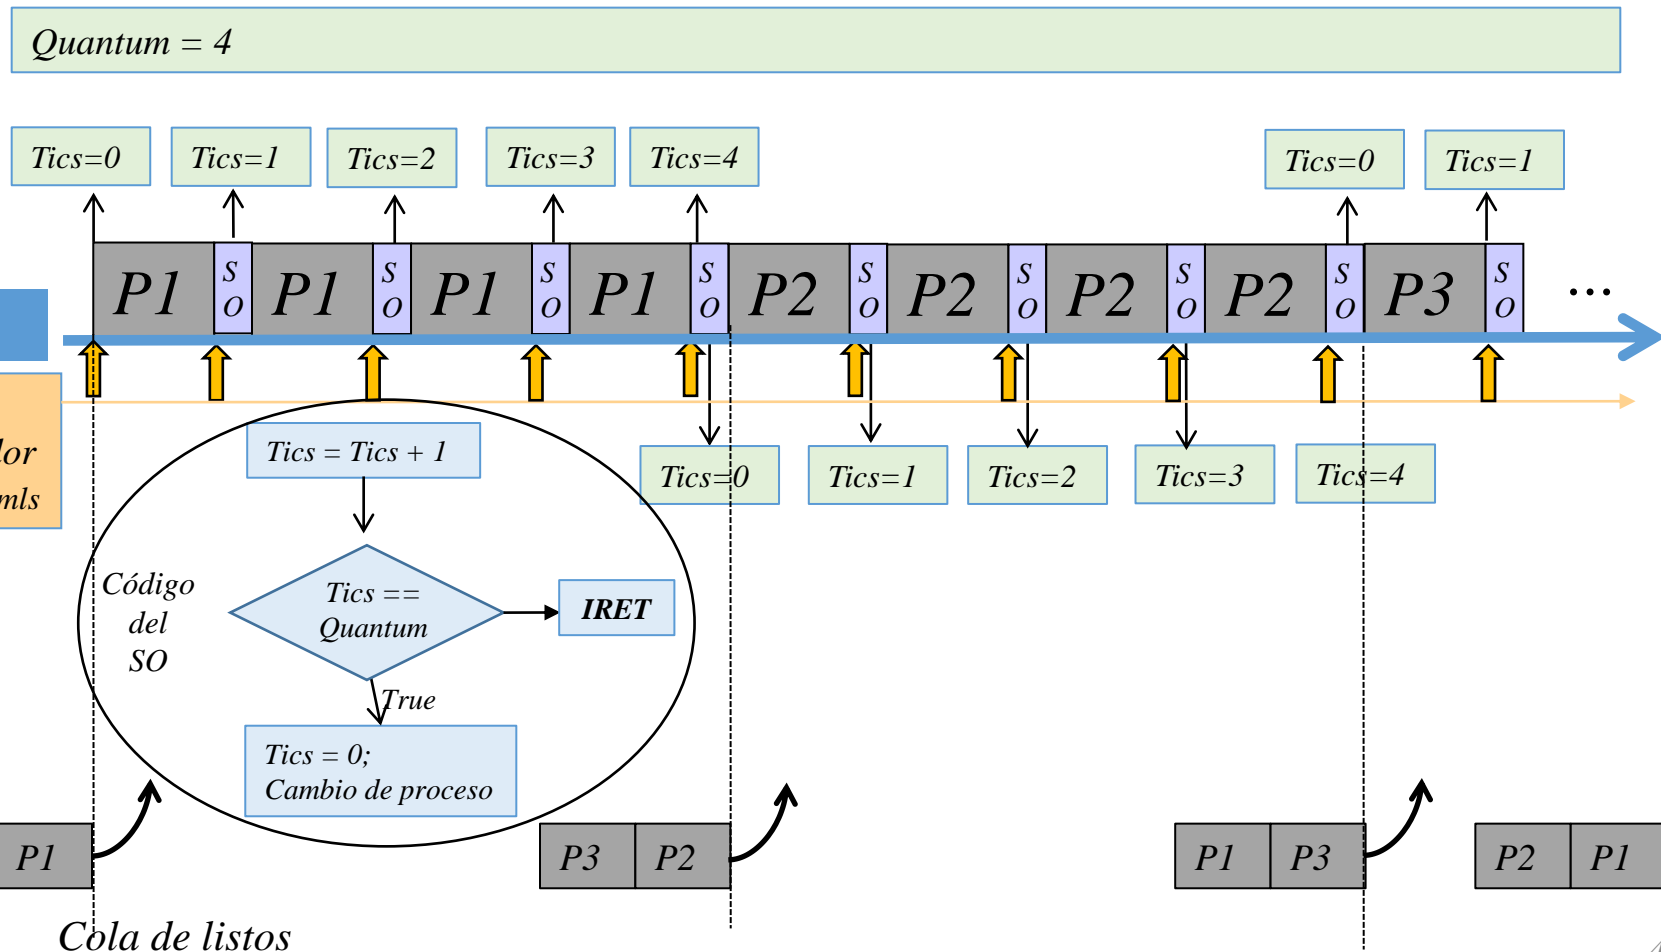 Quantum = 4
Tics=0
Tics=1
Tics=2
Tics=3
Tics=4
Tics=0
Tics=1
P1
S
O
P1
S
O
P1
S
O
P1
S
O
P2
S
O
P2
S
O
P2
S
O
P2
S
O
P3
S
O
...
mls
Tics = Tics + 1
Tics=0
Tics=1
Tics=2
Tics=3
Tics=4
Código
del
SO
Tics ==
Quantum
IRET
True
Tics = 0;
Cambio de proceso
P1
P3
P2
P1
P3
P2
P1
Cola de listos